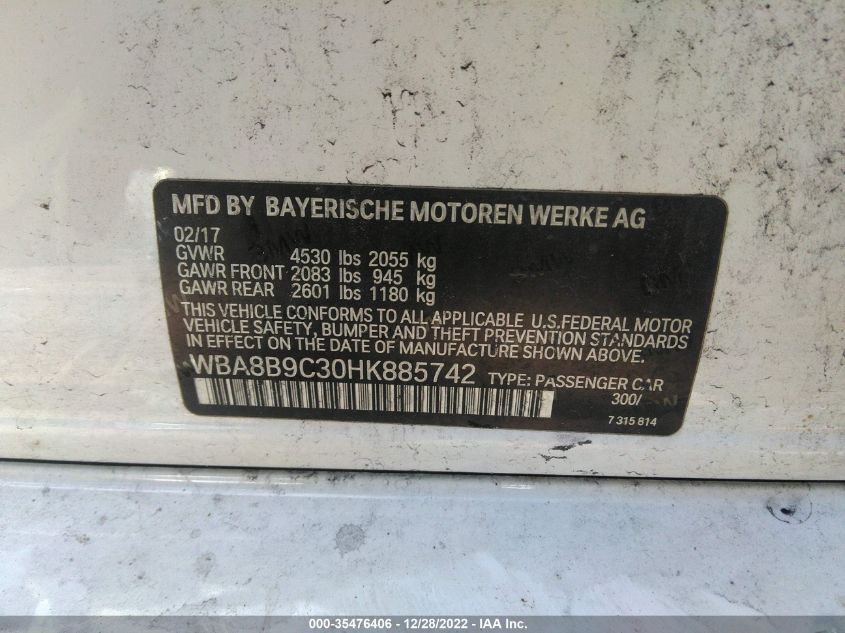 MFD BY BAYERISCHE MOTOREN WERKE AG
02/17
GVWR 4530 lbs 2055 kg
GAWR FRONT 2083 lbs 945 kg
GAWR REAR 2601 lbs 1180 kg
THIS VEHICLE CONFORMS TO ALL APPLICABLE U.S.FEDERAL MOTOR
VEHICLE SAFETY, BUMPER AND THEFT PREVENTION STANDARDS
IN EFFECT ON THE DATE OF MANUFACTURE SHOWN ABOVE.
WBA8B9C30HK885742 TYPE: PASSENGER CAR
300/
7 315 814
000-35476406 - 12/28/2022 - IAA Inc.